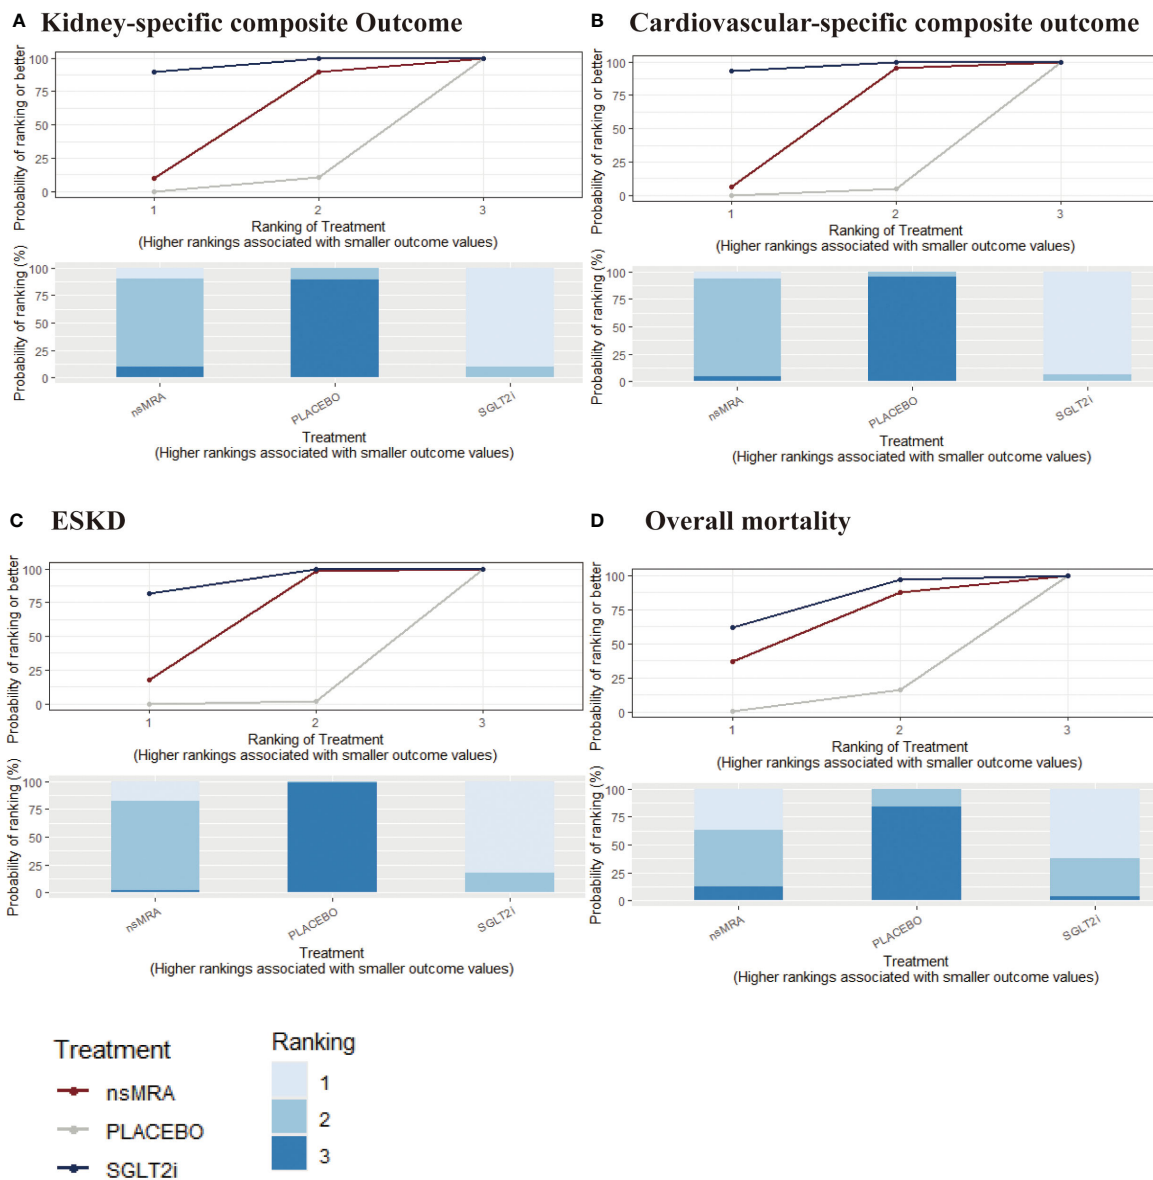 A Kidney-specific composite Outcome
Probability of ranking or better
100
75
50
25
0
1 2 3
Ranking of Treatment
(Higher rankings associated with smaller outcome values)
Probability of ranking (%)
100
75
50
25
0
nsMRA PLACEBO SGLT2i
Treatment
(Higher rankings associated with smaller outcome values)
B Cardiovascular-specific composite outcome
Probability of ranking or better
100
75
50
25
0
1 2 3
Ranking of Treatment
(Higher rankings associated with smaller outcome values)
Probability of ranking (%)
100
75
50
25
0
nsMRA PLACEBO SGLT2i
Treatment
(Higher rankings associated with smaller outcome values)
C ESKD
Probability of ranking or better
100
75
50
25
0
1 2 3
Ranking of Treatment
(Higher rankings associated with smaller outcome values)
Probability of ranking (%)
100
75
50
25
0
nsMRA PLACEBO SGLT2i
Treatment
(Higher rankings associated with smaller outcome values)
D Overall mortality
Probability of ranking or better
100
75
50
25
0
1 2 3
Ranking of Treatment
(Higher rankings associated with smaller outcome values)
Probability of ranking (%)
100
75
50
25
0
nsMRA PLACEBO SGLT2i
Treatment
(Higher rankings associated with smaller outcome values)
Treatment
nsMRA
PLACEBO
SGLT2i
Ranking
1
2
3